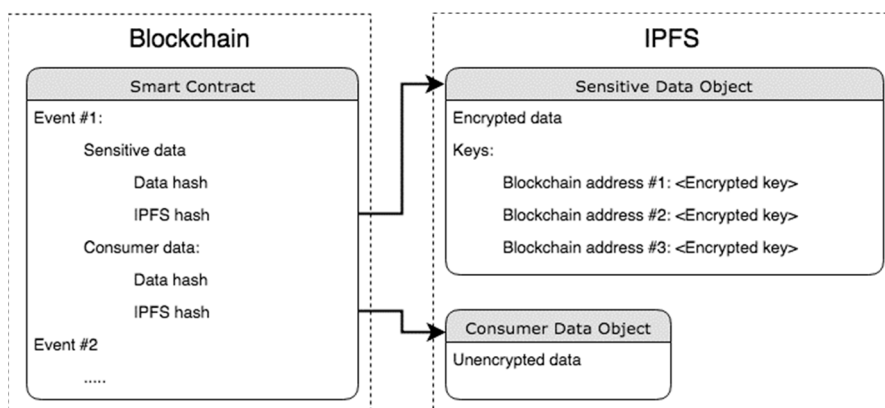 Blockchain
Smart Contract
Event #1:
Sensitive data
Data hash
IPFS hash
Consumer data:
Data hash
IPFS hash
Event #2
.....
IPFS
Sensitive Data Object
Encrypted data
Keys:
Blockchain address #1: <Encrypted key>
Blockchain address #2: <Encrypted key>
Blockchain address #3: <Encrypted key>
Consumer Data Object
Unencrypted data